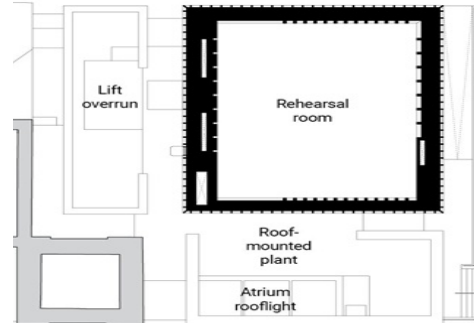 Lift
overrun
Rehearsal
room
Roof-
mounted
plant
Atrium
rooflight